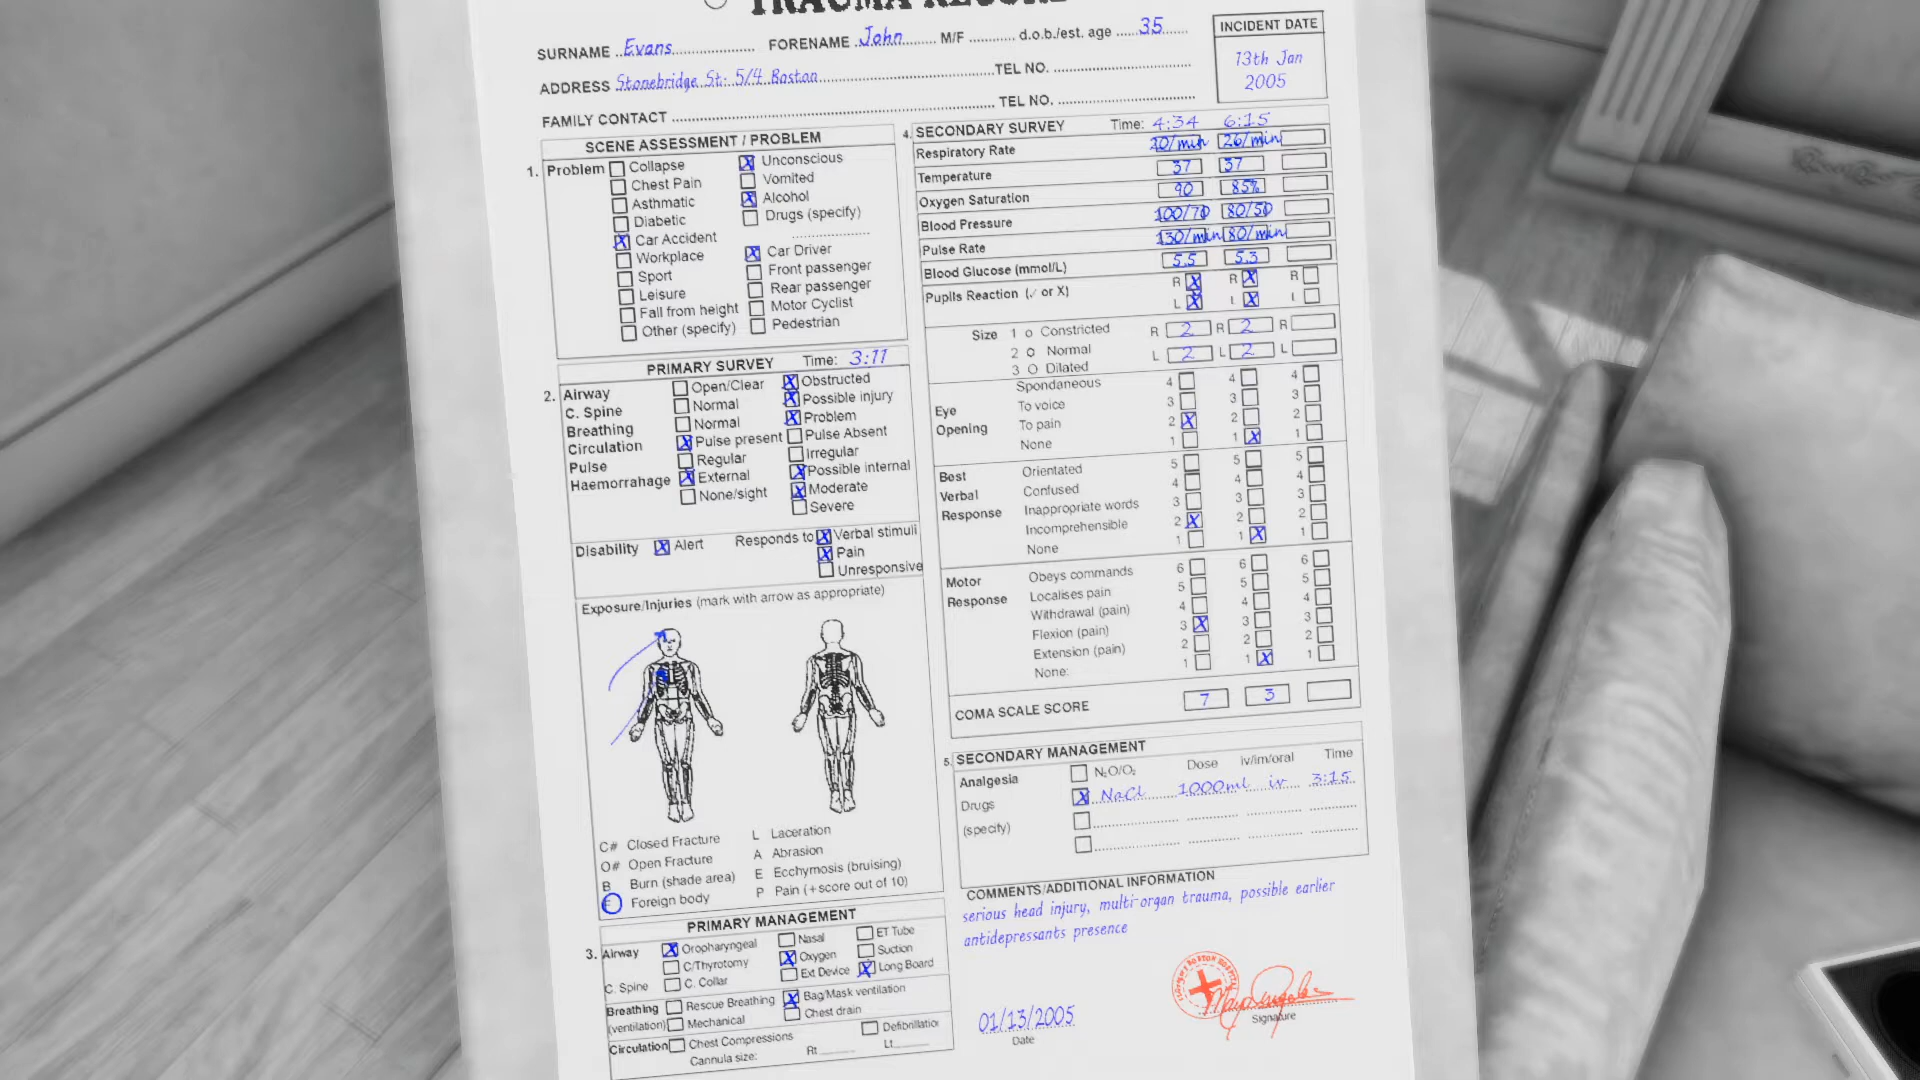 TRAUMA RECORD
SURNAME Evans FORENAME John M/F d.o.b./est. age 35
INCIDENT DATE
13th Jan
2005
ADDRESS Stonebridge St. 5/4 Boston TEL NO.
FAMILY CONTACT TEL NO.
SCENE ASSESSMENT / PROBLEM
1. Problem
Collapse
Chest Pain
Asthmatic
Diabetic
X Car Accident
Workplace
Sport
Leisure
Fall from height
Other (specify)
X Unconscious
Vomited
X Alcohol
Drugs (specify)
X Car Driver
Front passenger
Rear passenger
Motor Cyclist
Pedestrian
PRIMARY SURVEY Time: 3:11
2. Airway Open/Clear X Obstructed
C. Spine Normal X Possible injury
Breathing Normal X Problem
Circulation X Pulse present Pulse Absent
Pulse Regular Irregular
Haemorrahage X External X Possible internal
None/sight X Moderate
Severe
Disability X Alert Responds to X Verbal stimuli
X Pain
Unresponsive
Exposure/Injuries (mark with arrow as appropriate)
C# Closed Fracture L Laceration
O# Open Fracture A Abrasion
B Burn (shade area) E Ecchymosis (bruising)
Foreign body P Pain (+score out of 10)
PRIMARY MANAGEMENT
3. Airway X Oropharyngeal Nasal ET Tube
C/Thyrotomy X Oxygen Suction
C. Spine C. Collar Ext Device X Long Board
Breathing Rescue Breathing X Bag/Mask ventilation
(ventilation) Mechanical Chest drain
Circulation Chest Compressions Defibrillatio
Cannula size: Rt Lt
4. SECONDARY SURVEY Time: 4:34 6:15
Respiratory Rate /min 26/min
Temperature 37 37
Oxygen Saturation 90 85%
Blood Pressure 100/70 80/50
Pulse Rate 130/min 80/min
Blood Glucose (mmol/L) 5.5 5.3
Pupils Reaction (✓ or X) R X R X R
L X L X L
Size 1 o Constricted R 2 R 2 R
2 o Normal L 2 L 2 L
3 O Dilated
Eye Opening
Spondaneous 4 4 4
To voice 3 3 3
To pain 2 X 2 2
None 1 1 X 1
Best Verbal Response
Orientated 5 5 5
Confused 4 4 4
Inappropriate words 3 3 3
Incomprehensible 2 X 2 2
None 1 1 X 1
Motor Response
Obeys commands 6 6 6
Localises pain 5 5 5
Withdrawal (pain) 4 4 4
Flexion (pain) 3 X 3 3
Extension (pain) 2 2 2
None: 1 1 X 1
COMA SCALE SCORE 7 3
5. SECONDARY MANAGEMENT
Analgesia N₂O/O₂ Dose iv/im/oral Time
Drugs X NaCl 1000ml iv 3:15
(specify)
COMMENTS/ADDITIONAL INFORMATION
serious head injury, multi-organ trauma, possible earlier
antidepressants presence
01/13/2005
Date
Signature